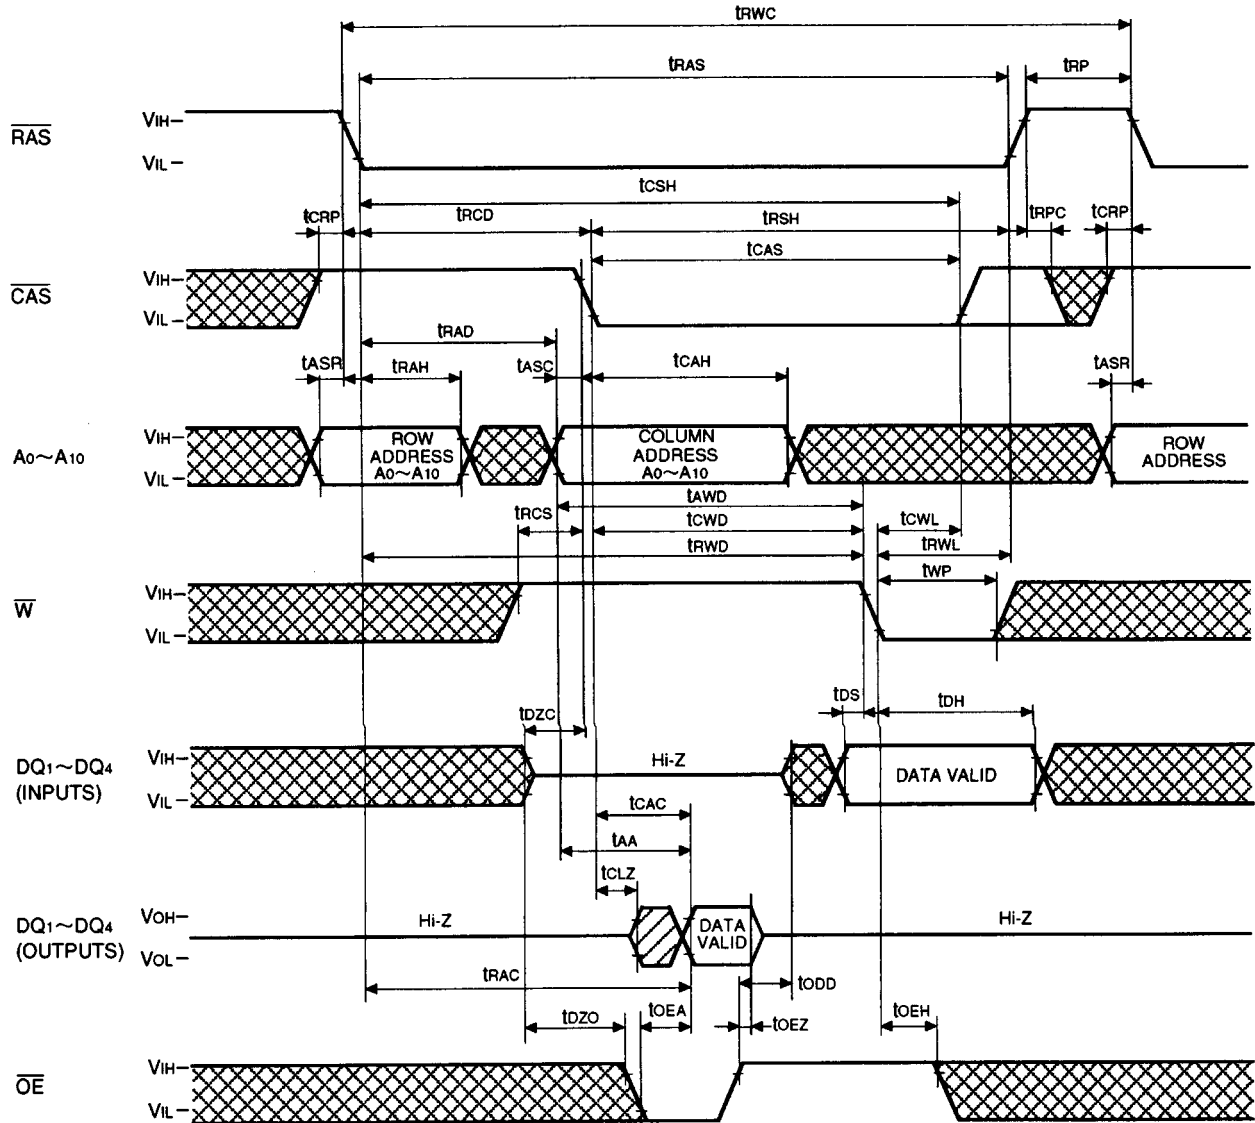 tRWC
tRAS
tRP
RAS
VIH
VIL
tCSH
tCRP
tRCD
tRSH
tRPC
tCRP
tCAS
CAS
VIH
VIL
tRAD
tASR
tRAH
tASC
tCAH
tASR
A0~A10
VIH
VIL
ROW
ADDRESS
A0~A10
COLUMN
ADDRESS
A0~A10
ROW
ADDRESS
tAWD
tRCS
tCWD
tCWL
tRWD
tRWL
tWP
W
VIH
VIL
tDS
tDH
tDZC
DQ1~DQ4
(INPUTS)
VIH
VIL
Hi-Z
DATA VALID
tCAC
tAA
tCLZ
DQ1~DQ4
(OUTPUTS)
VOH
VOL
Hi-Z
DATA
VALID
Hi-Z
tRAC
tODD
tDZO
tOEA
tOEZ
tOEH
OE
VIH
VIL